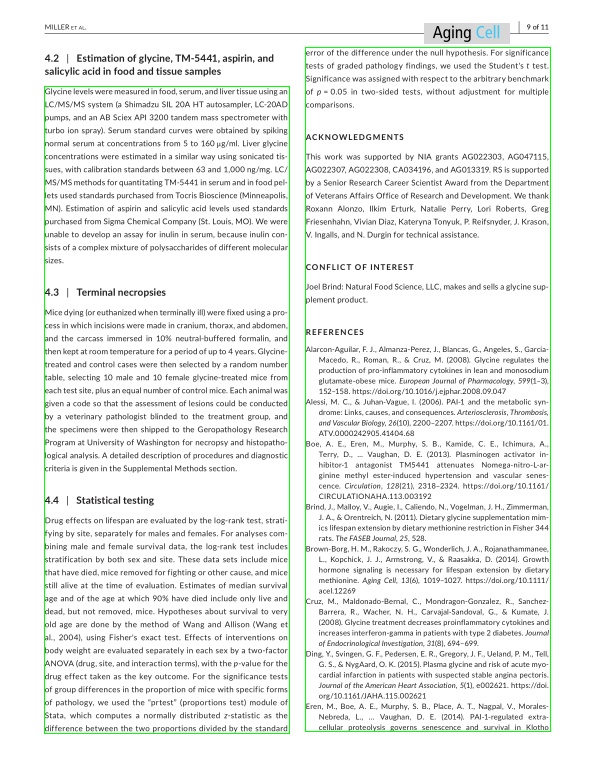 MILLER ET AL.
Aging Cell
9 of 11
4.2 | Estimation of glycine, TM-5441, aspirin, and
salicylic acid in food and tissue samples
Glycine levels were measured in food, serum, and liver tissue using an
LC/MS/MS system (a Shimadzu SIL 20A HT autosampler, LC-20AD
pumps, and an AB Sciex API 3200 tandem mass spectrometer with
turbo ion spray). Serum standard curves were obtained by spiking
normal serum at concentrations from 5 to 160 µg/ml. Liver glycine
concentrations were estimated in a similar way using sonicated tis-
sues, with calibration standards between 63 and 1,000 ng/mg. LC/
MS/MS methods for quantitating TM-5441 in serum and in food pel-
lets used standards purchased from Tocris Bioscience (Minneapolis,
MN). Estimation of aspirin and salicylic acid levels used standards
purchased from Sigma Chemical Company (St. Louis, MO). We were
unable to develop an assay for inulin in serum, because inulin con-
sists of a complex mixture of polysaccharides of different molecular
sizes.
4.3 | Terminal necropsies
Mice dying (or euthanized when terminally ill) were fixed using a pro-
cess in which incisions were made in cranium, thorax, and abdomen,
and the carcass immersed in 10% neutral-buffered formalin, and
then kept at room temperature for a period of up to 4 years. Glycine-
treated and control cases were then selected by a random number
table, selecting 10 male and 10 female glycine-treated mice from
each test site, plus an equal number of control mice. Each animal was
given a code so that the assessment of lesions could be conducted
by a veterinary pathologist blinded to the treatment group, and
the specimens were then shipped to the Geropathology Research
Program at University of Washington for necropsy and histopatho-
logical analysis. A detailed description of procedures and diagnostic
criteria is given in the Supplemental Methods section.
4.4 | Statistical testing
Drug effects on lifespan are evaluated by the log-rank test, strati-
fying by site, separately for males and females. For analyses com-
bining male and female survival data, the log-rank test includes
stratification by both sex and site. These data sets include mice
that have died, mice removed for fighting or other cause, and mice
still alive at the time of evaluation. Estimates of median survival
age and of the age at which 90% have died include only live and
dead, but not removed, mice. Hypotheses about survival to very
old age are done by the method of Wang and Allison (Wang et
al., 2004), using Fisher's exact test. Effects of interventions on
body weight are evaluated separately in each sex by a two-factor
ANOVA (drug, site, and interaction terms), with the p-value for the
drug effect taken as the key outcome. For the significance tests
of group differences in the proportion of mice with specific forms
of pathology, we used the "prtest" (proportions test) module of
Stata, which computes a normally distributed z-statistic as the
difference between the two proportions divided by the standard
error of the difference under the null hypothesis. For significance
tests of graded pathology findings, we used the Student's t test.
Significance was assigned with respect to the arbitrary benchmark
of p = 0.05 in two-sided tests, without adjustment for multiple
comparisons.
ACKNOWLEDGMENTS
This work was supported by NIA grants AG022303, AG047115,
AG022307, AG022308, CA034196, and AG013319. RS is supported
by a Senior Research Career Scientist Award from the Department
of Veterans Affairs Office of Research and Development. We thank
Roxann Alonzo, Ilkim Erturk, Natalie Perry, Lori Roberts, Greg
Friesenhahn, Vivian Diaz, Kateryna Tonyuk, P. Reifsnyder, J. Krason,
V. Ingalls, and N. Durgin for technical assistance.
CONFLICT OF INTEREST
Joel Brind: Natural Food Science, LLC, makes and sells a glycine sup-
plement product.
REFERENCES
Alarcon-Aguilar, F. J., Almanza-Perez, J., Blancas, G., Angeles, S., Garcia-
Macedo, R., Roman, R., & Cruz, M. (2008). Glycine regulates the
production of pro-inflammatory cytokines in lean and monosodium
glutamate-obese mice. European Journal of Pharmacology, 599(1–3),
152–158. https://doi.org/10.1016/j.ejphar.2008.09.047
Alessi, M. C., & Juhan-Vague, I. (2006). PAI-1 and the metabolic syn-
drome: Links, causes, and consequences. Arteriosclerosis, Thrombosis,
and Vascular Biology, 26(10), 2200–2207. https://doi.org/10.1161/01.
ATV.0000242905.41404.68
Boe, A. E., Eren, M., Murphy, S. B., Kamide, C. E., Ichimura, A.,
Terry, D., … Vaughan, D. E. (2013). Plasminogen activator in-
hibitor-1 antagonist TM5441 attenuates Nomega-nitro-L-ar-
ginine methyl ester-induced hypertension and vascular senes-
cence. Circulation, 128(21), 2318–2324. https://doi.org/10.1161/
CIRCULATIONAHA.113.003192
Brind, J., Malloy, V., Augie, I., Caliendo, N., Vogelman, J. H., Zimmerman,
J. A., & Orentreich, N. (2011). Dietary glycine supplementation mim-
ics lifespan extension by dietary methionine restriction in Fisher 344
rats. The FASEB Journal, 25, 528.
Brown-Borg, H. M., Rakoczy, S. G., Wonderlich, J. A., Rojanathammanee,
L., Kopchick, J. J., Armstrong, V., & Raasakka, D. (2014). Growth
hormone signaling is necessary for lifespan extension by dietary
methionine. Aging Cell, 13(6), 1019–1027. https://doi.org/10.1111/
acel.12269
Cruz, M., Maldonado-Bernal, C., Mondragon-Gonzalez, R., Sanchez-
Barrera, R., Wacher, N. H., Carvajal-Sandoval, G., & Kumate, J.
(2008). Glycine treatment decreases proinflammatory cytokines and
increases interferon-gamma in patients with type 2 diabetes. Journal
of Endocrinological Investigation, 31(8), 694–699.
Ding, Y., Svingen, G. F., Pedersen, E. R., Gregory, J. F., Ueland, P. M., Tell,
G. S., & NygAard, O. K. (2015). Plasma glycine and risk of acute myo-
cardial infarction in patients with suspected stable angina pectoris.
Journal of the American Heart Association, 5(1), e002621. https://doi.
org/10.1161/JAHA.115.002621
Eren, M., Boe, A. E., Murphy, S. B., Place, A. T., Nagpal, V., Morales-
Nebreda, L., … Vaughan, D. E. (2014). PAI-1-regulated extra-
cellular proteolysis governs senescence and survival in Klotho